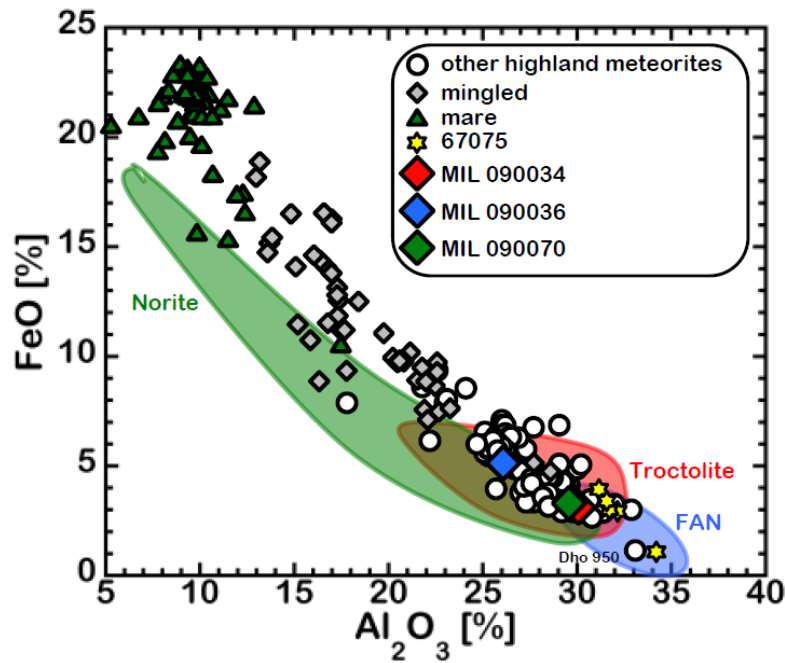 25
20
15
10
5
0
FeO [%]
other highland meteorites
mingled
mare
67075
MIL 090034
MIL 090036
MIL 090070
Norite
Troctolite
FAN
Dho 950
5
10
15
20
25
30
35
40
Al₂O₃ [%]